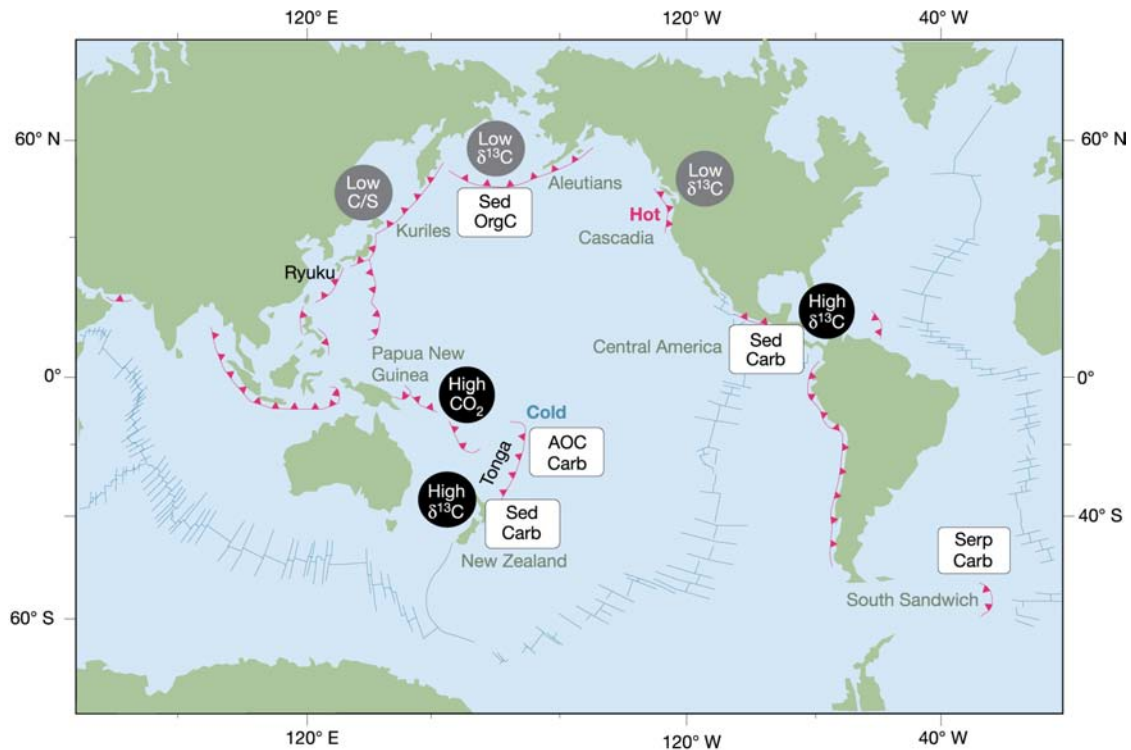 120° E
120° W
40° W
60° N
60° N
Low
δ¹³C
Low
C/S
Aleutians
Low
δ¹³C
Sed
OrgC
Kuriles
Hot
Cascadia
Ryuku
High
δ¹³C
Central America
Sed
Carb
Papua New
Guinea
0°
0°
High
CO₂
Cold
Tonga
AOC
Carb
High
δ¹³C
Sed
Carb
40° S
New Zealand
Serp
Carb
South Sandwich
60° S
120° E
120° W
40° W